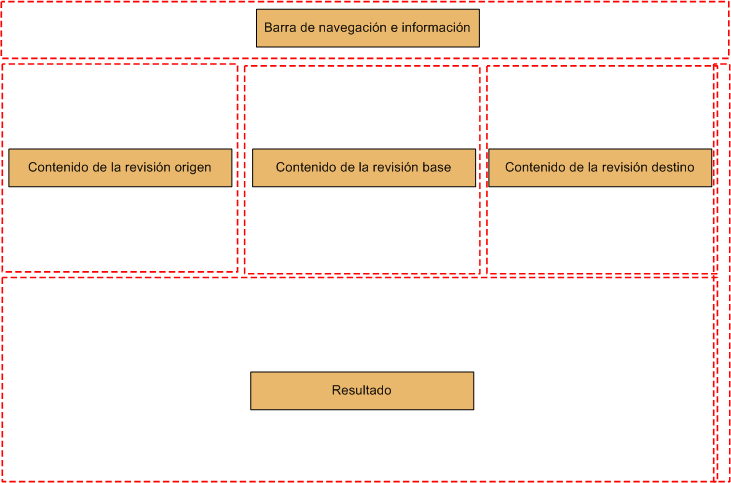 Barra de navegación e información
Contenido de la revisión origen
Contenido de la revisión base
Contenido de la revisión destino
Resultado